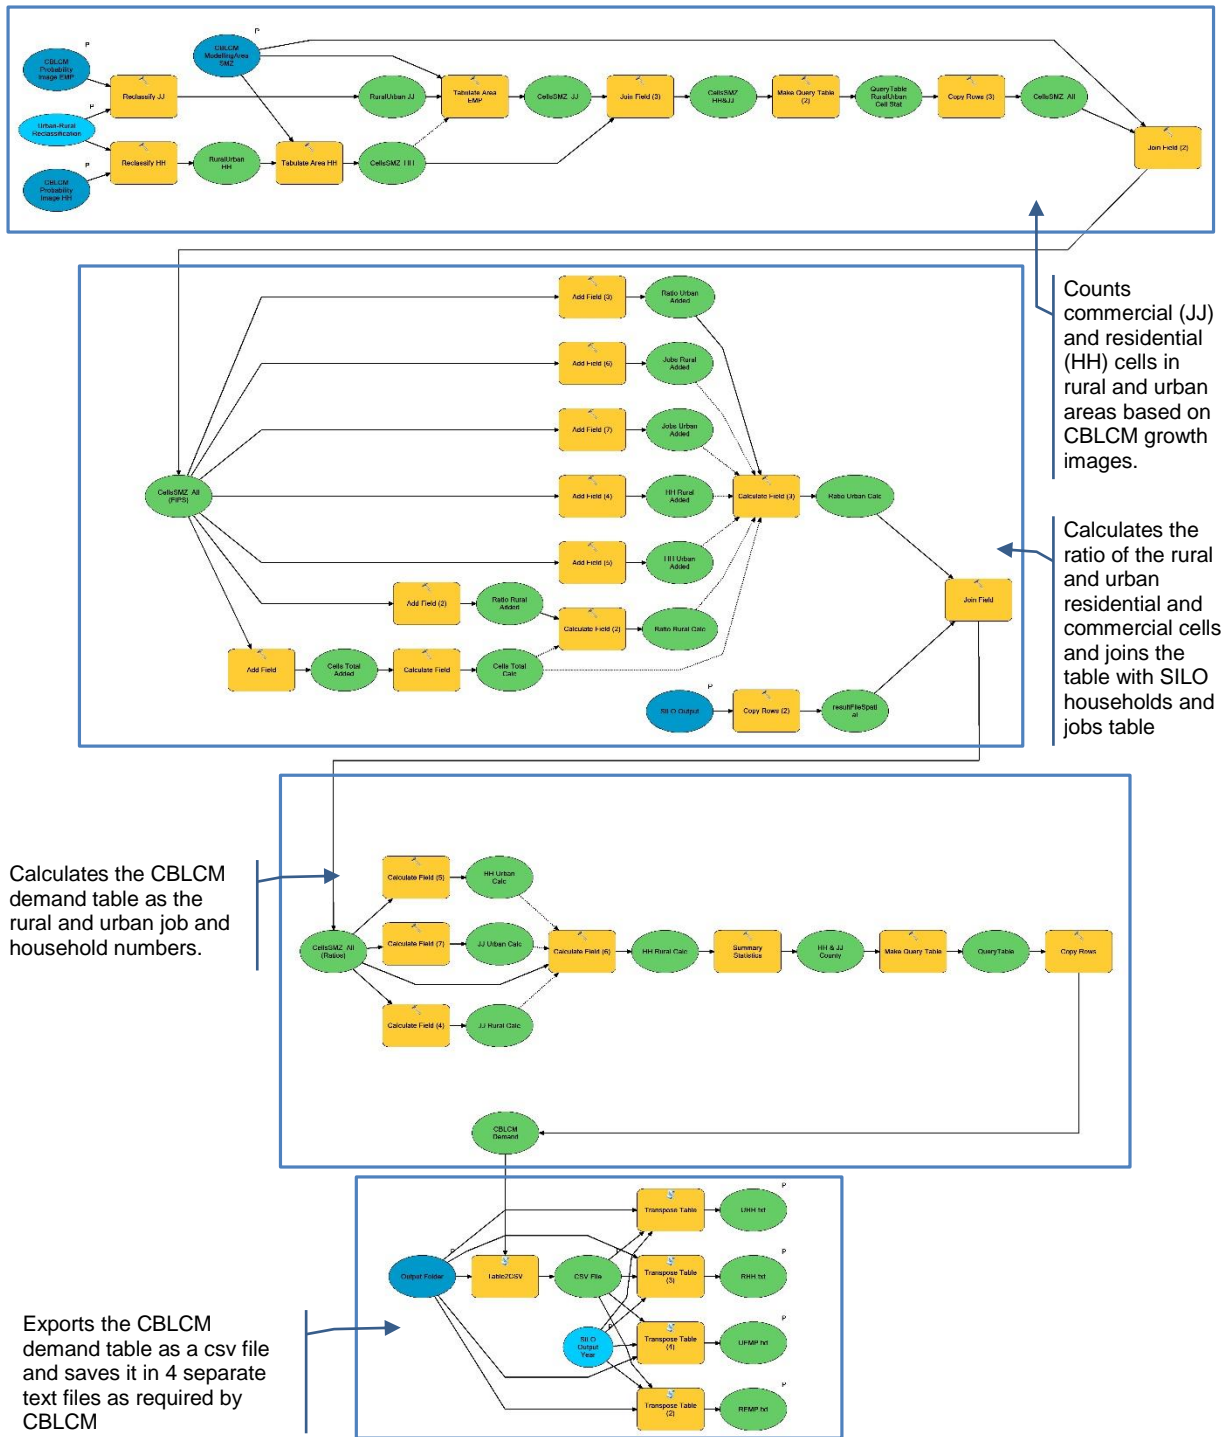 P
CBLCM
Probability
Image EMP
Reclassify JJ
P
Urban-Rural
Reclassification
P
Reclassify HH
CBLCM
Probability
Image HH
P
CBLCM
ModellingArea
SMZ
RuralUrban JJ
RuralUrban
HH
Tabulate Area HH
Tabulate Area
EMP
CellsSMZ_JJ
CellsSMZ_HH
Join Field (3)
CellsSMZ
HH&JJ
Make Query Table
(2)
QueryTable
RuralUrban
Cell Stat
Copy Rows (3)
CellsSMZ_All
Join Field (2)
Counts
commercial (JJ)
and residential
(HH) cells in
rural and urban
areas based on
CBLCM growth
images.
CellsSMZ_All
(FIPS)
Add Field (3)
Ratio Urban
Added
Add Field (6)
Jobs Rural
Added
Add Field (7)
Jobs Urban
Added
Add Field (4)
HH Rural
Added
Add Field (5)
HH Urban
Added
Add Field (2)
Ratio Rural
Added
Calculate Field (2)
Ratio Rural Calc
Add Field
Cells Total
Added
Calculate Field
Cells Total
Calc
Calculate Field (3)
Ratio Urban Calc
Join Field
P
SILO Output
Copy Rows (2)
resultFileSpati
al
Calculates the
ratio of the rural
and urban
residential and
commercial cells
and joins the
table with SILO
households and
jobs table
Calculates the CBLCM
demand table as the
rural and urban job and
household numbers.
CellsSMZ_All
(Ratios)
Calculate Field (5)
HH Urban
Calc
Calculate Field (7)
JJ Urban Calc
Calculate Field (4)
JJ Rural Calc
Calculate Field (6)
HH Rural Calc
Summary
Statistics
HH & JJ
County
Make Query Table
QueryTable
Copy Rows
CBLCM
Demand
Exports the CBLCM
demand table as a csv file
and saves it in 4 separate
text files as required by
CBLCM
P
Output Folder
Table2CSV
CSV File
P
SILO
Output
Year
Transpose Table
P
UHH txt
Transpose Table
(3)
P
RHH txt
Transpose Table
(4)
P
UEMP txt
Transpose Table
(2)
P
REMP txt